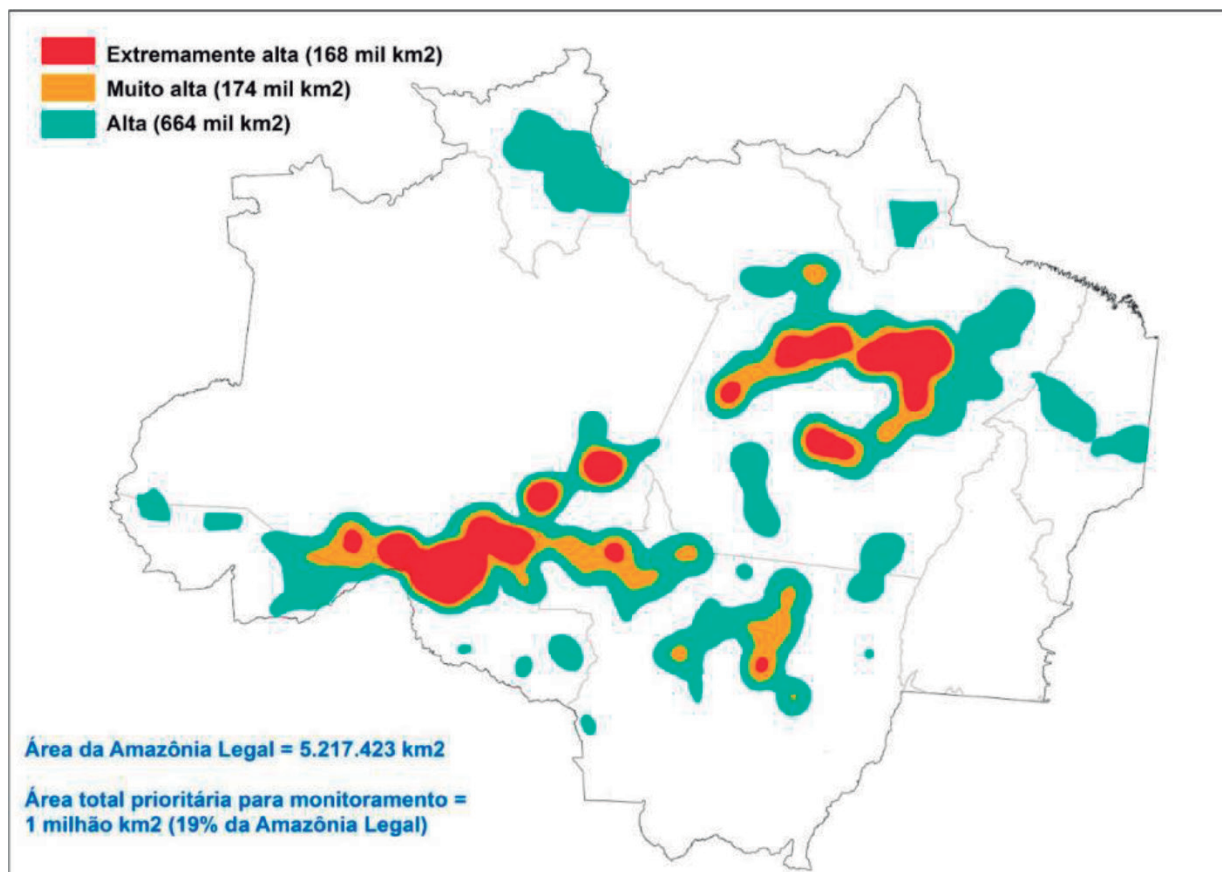 Extremamente alta (168 mil km2)
Muito alta (174 mil km2)
Alta (664 mil km2)
Área da Amazônia Legal = 5.217.423 km2
Área total prioritária para monitoramento =
1 milhão km2 (19% da Amazônia Legal)